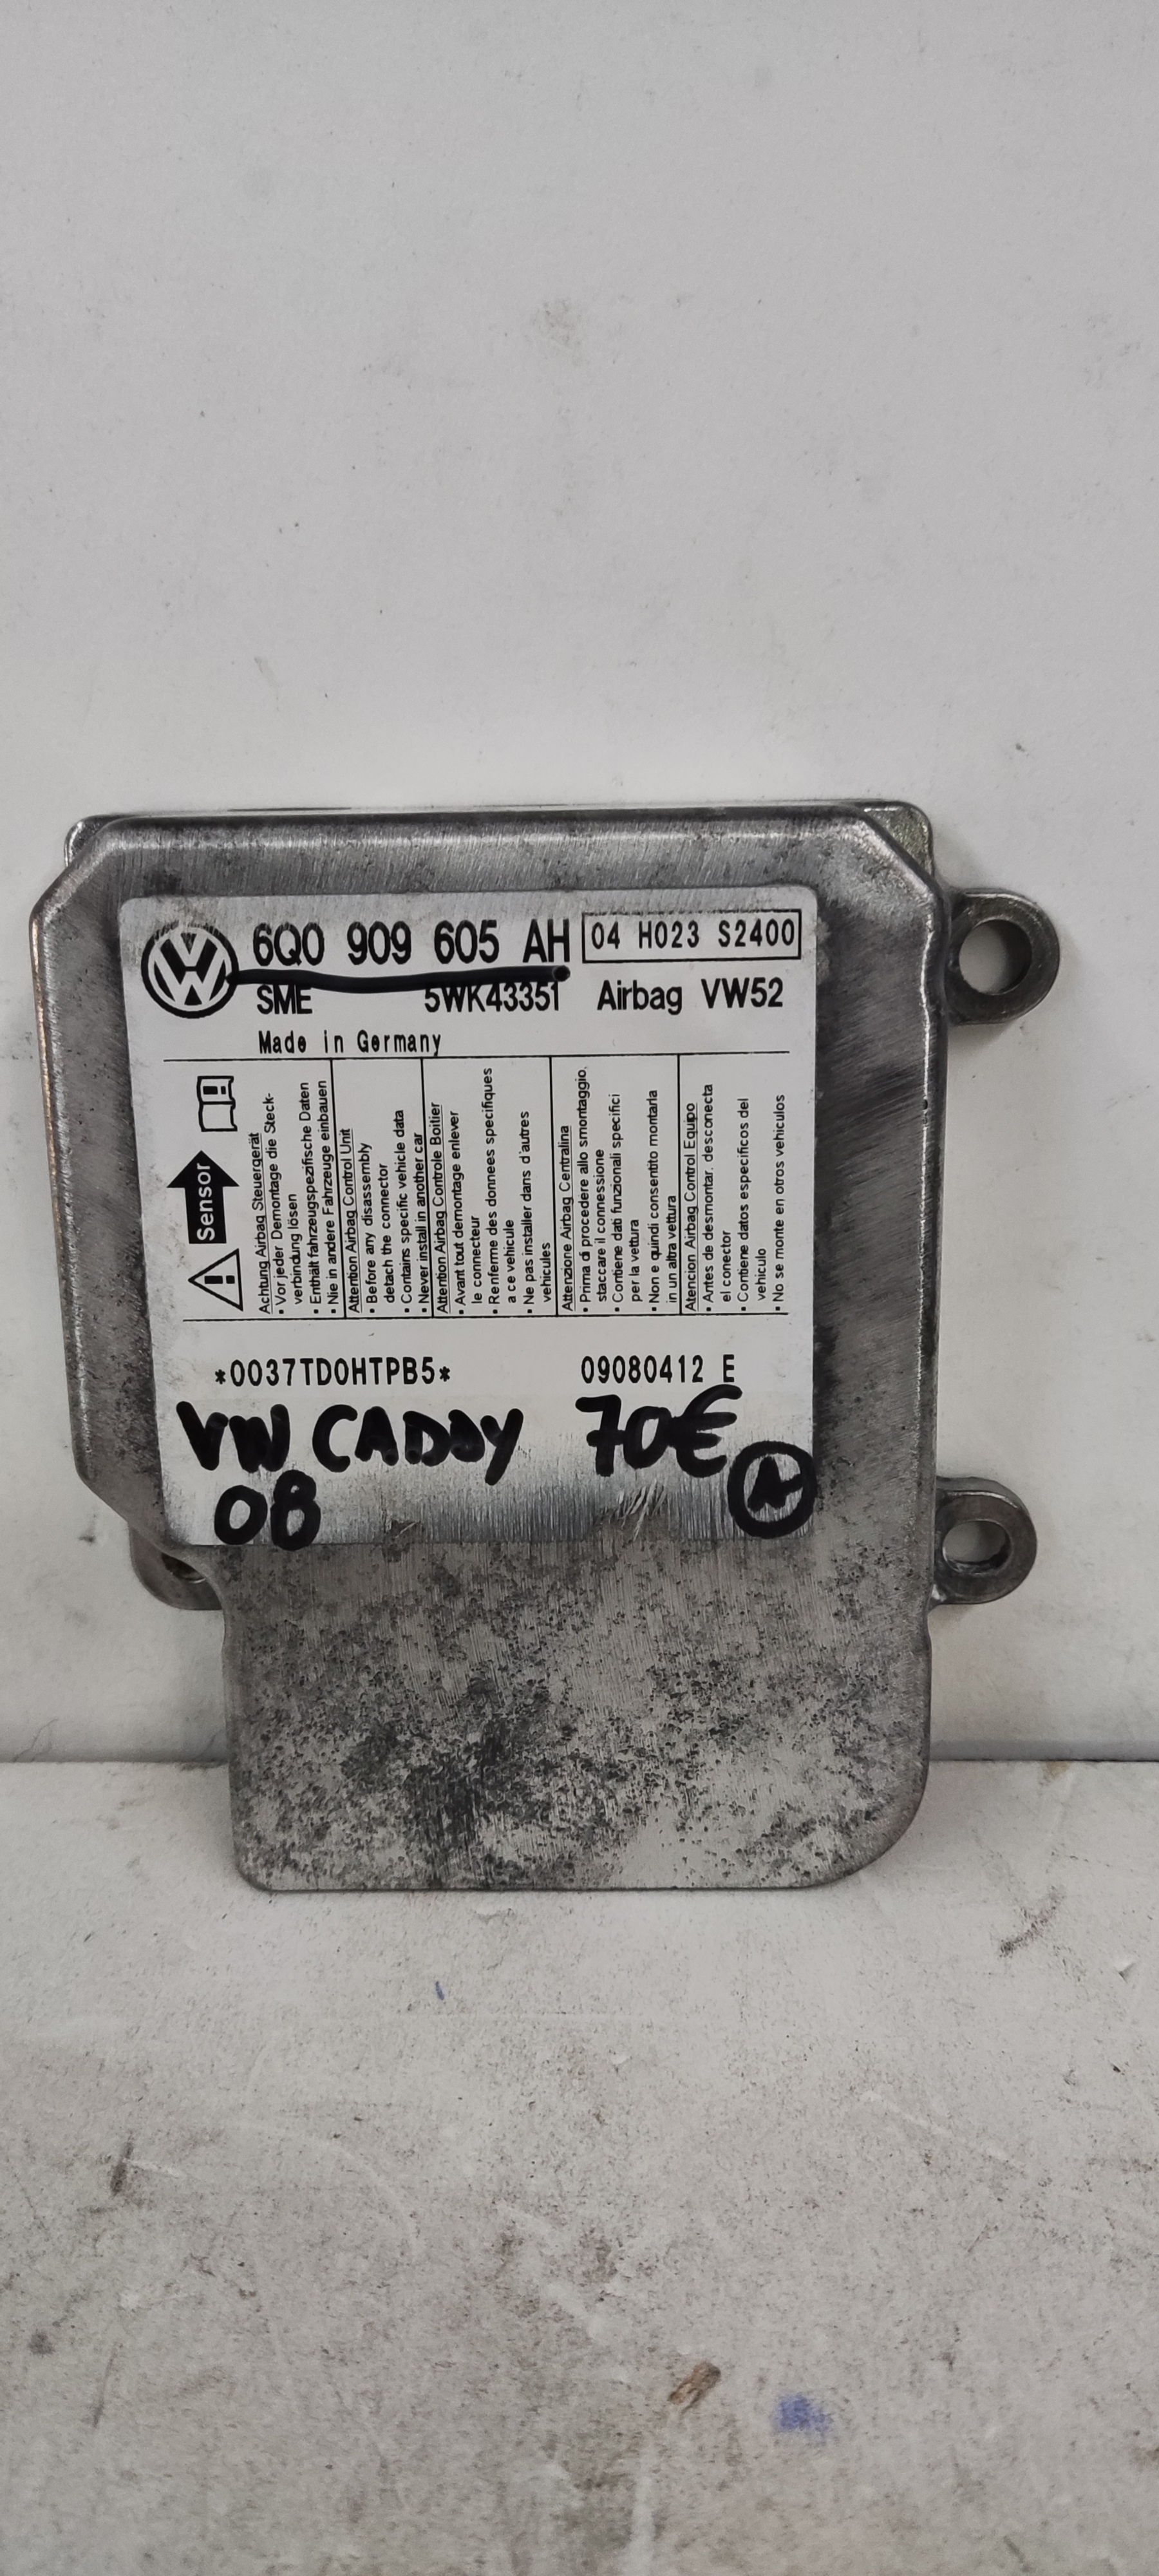 6Q0 909 605 AH 04 H023 S2400
SME 5WK43351 Airbag VW52
Made in Germany
Sensor
Achtung Airbag Steuergerät
• Vor jeder Demontage die Steck-
verbindung lösen
• Enthält fahrzeugspezifische Daten
• Nie in andere Fahrzeuge einbauen
Attention Airbag Control Unit
• Before any disassembly
detach the connector
• Contains specific vehicle data
• Never install in another car
Attention Airbag Controle Boitier
• Avant tout demontage enlever
le connecteur
• Renferme des donnees specifiques
a ce vehicule
• Ne pas installer dans d'autres
vehicules
Attenzione Airbag Centralina
• Prima di procedere allo smontaggio,
staccare il connessione
• Contiene dati funzionali specifici
per la vettura
• Non e quindi consentito montarla
in un altra vettura
Atencion Airbag Control Equipo
• Antes de desmontar, desconecta
el conector
• Contiene datos específicos del
vehículo
• No se monte en otros vehiculos
*0037TD0HTPB5* 09080412 E
VW CADDY 70€
08